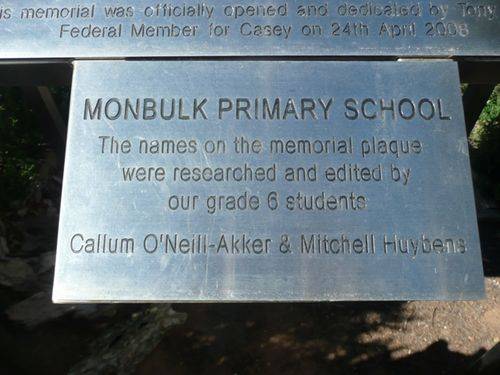 is memorial was officially opened and dedicated by Tony
Federal Member for Casey on 24th April 2008
MONBULK PRIMARY SCHOOL
The names on the memorial plaque
were researched and edited by
our grade 6 students
Callum O'Neill-Akker & Mitchell Huybens